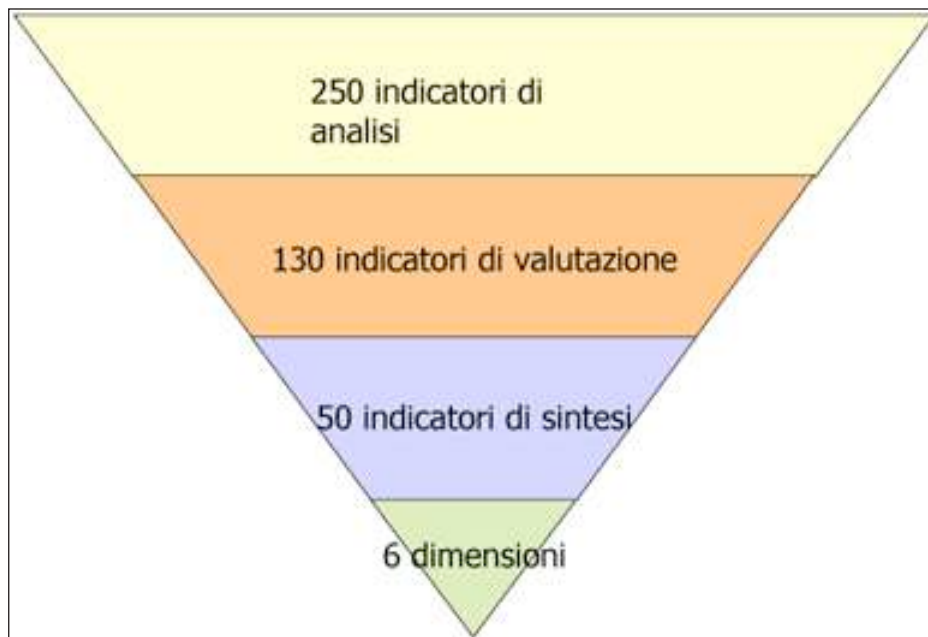 250 indicatori di
analisi
130 indicatori di valutazione
50 indicatori di sintesi
6 dimensioni